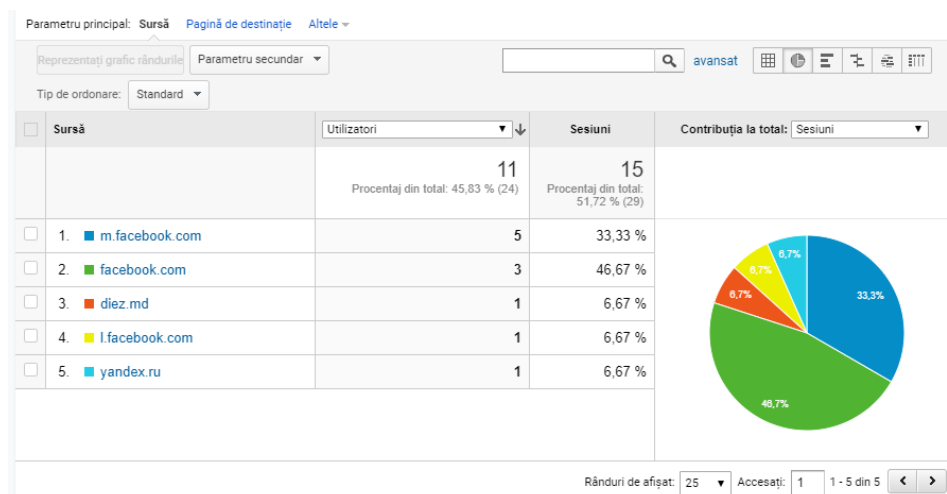 Parametru principal: Sursă Pagină de destinație Altele
Reprezentați grafic rândurile Parametru secundar avansat
Tip de ordonare: Standard
Sursă Utilizatori Sesiuni Contribuția la total: Sesiuni
11 15
Procentaj din total: 45,83 % (24) Procentaj din total:
51,72 % (29)
1. m.facebook.com 5 33,33 %
2. facebook.com 3 46,67 %
3. diez.md 1 6,67 %
4. l.facebook.com 1 6,67 %
5. yandex.ru 1 6,67 %
6,7%
6,7%
6,7%
33,3%
46,7%
Rânduri de afișat: 25 Accesați: 1 1 - 5 din 5